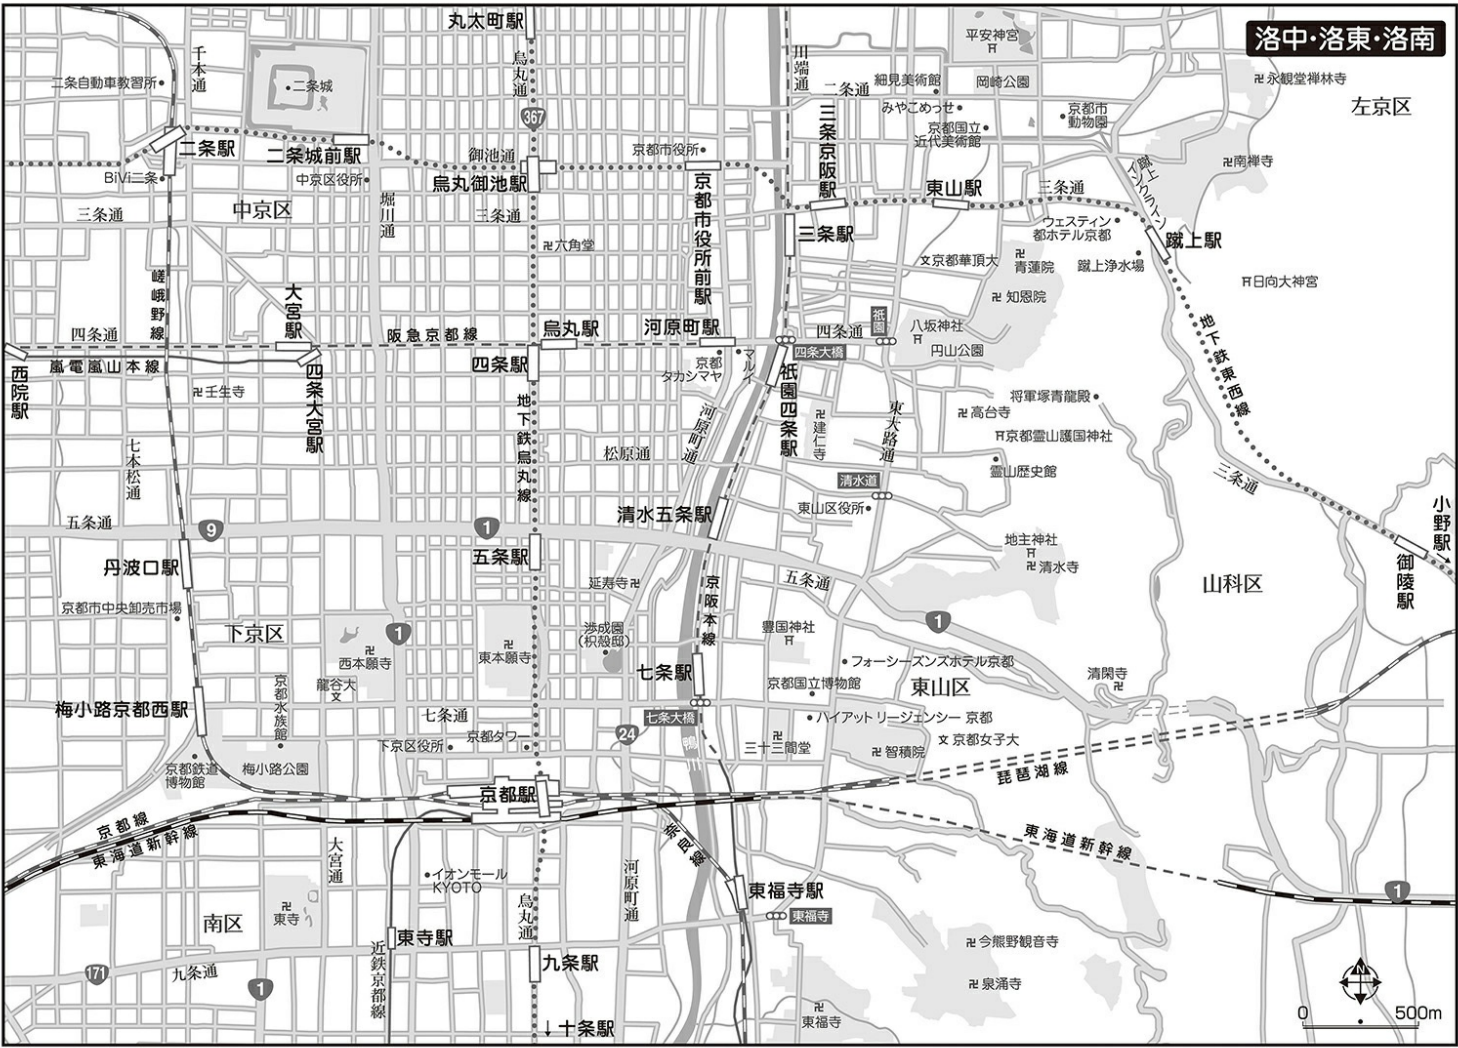 洛中・洛東・洛南
丸太町駅
烏丸通
千本通
二条自動車教習所
二条城
367
川端通
平安神宮
細見美術館
岡崎公園
二条通
みやこめっせ
京都国立
近代美術館
京都市
動物園
永観堂禅林寺
左京区
南禅寺
蹴上
インクライン
二条駅
二条城前駅
BiVi二条
中京区役所
御池通
烏丸御池駅
京都市役所
京都市役所前駅
三条京阪駅
東山駅
三条通
三条通
中京区
堀川通
三条通
六角堂
三条駅
ウェスティン
都ホテル京都
蹴上駅
蹴上浄水場
京都華頂大
青蓮院
知恩院
日向大神宮
嵯峨野線
大宮駅
四条通
阪急京都線
烏丸駅
河原町駅
四条通
祇園
八坂神社
円山公園
四条大橋
地下鉄東西線
嵐電嵐山本線
西院駅
四条大宮駅
四条駅
京都
タカシマヤ
マルイ
祇園四条駅
壬生寺
地下鉄烏丸線
河原町通
建仁寺
東大路通
高台寺
将軍塚青龍殿
京都霊山護国神社
霊山歴史館
七本松通
松原通
清水道
東山区役所
三条通
小野駅
御陵駅
五条通
9
1
清水五条駅
丹波口駅
五条駅
延寿寺
京阪本線
五条通
地主神社
清水寺
山科区
京都市中央卸売市場
下京区
1
西本願寺
東本願寺
渉成園
(枳殻邸)
豊国神社
1
龍谷大
京都水族館
七条駅
フォーシーズンズホテル京都
京都国立博物館
東山区
清閑寺
梅小路京都西駅
七条通
七条大橋
ハイアット リージェンシー 京都
下京区役所
京都タワー
24
鴨川
三十三間堂
智積院
京都女子大
京都鉄道
博物館
梅小路公園
京都駅
琵琶湖線
京都線
東海道新幹線
奈良線
東海道新幹線
大宮通
イオンモール
KYOTO
河原町通
東福寺駅
東福寺
1
南区
東寺
烏丸通
東寺駅
近鉄京都線
九条駅
今熊野観音寺
泉涌寺
171
九条通
1
↓十条駅
東福寺
N
0
500m